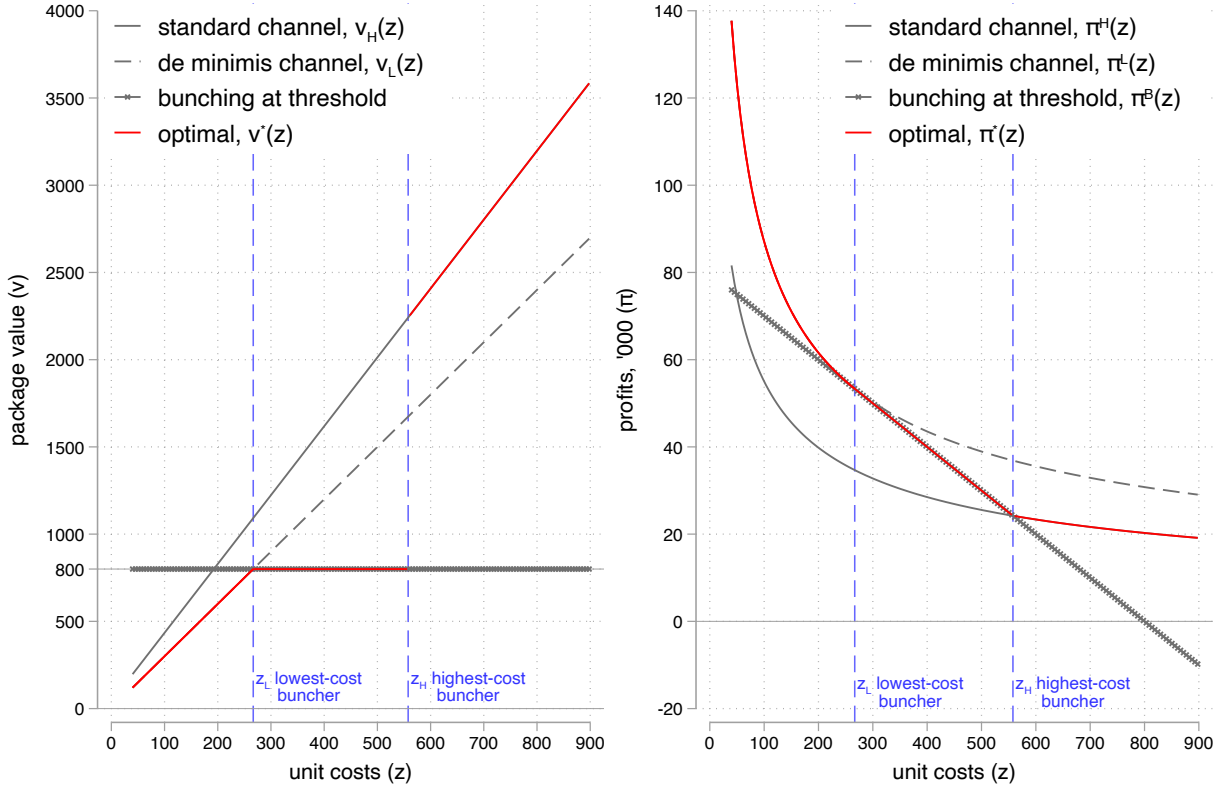 4000
3500
3000
2500
2000
1500
1000
800
500
0
package value (v)
standard channel, v_H(z)
de minimis channel, v_L(z)
bunching at threshold
optimal, v*(z)
z_L lowest-cost
buncher
z_H highest-cost
buncher
0 100 200 300 400 500 600 700 800 900
unit costs (z)
140
120
100
80
60
40
20
0
-20
profits, '000 (π)
standard channel, π^H(z)
de minimis channel, π^L(z)
bunching at threshold, π^B(z)
optimal, π*(z)
z_L lowest-cost
buncher
z_H highest-cost
buncher
0 100 200 300 400 500 600 700 800 900
unit costs (z)